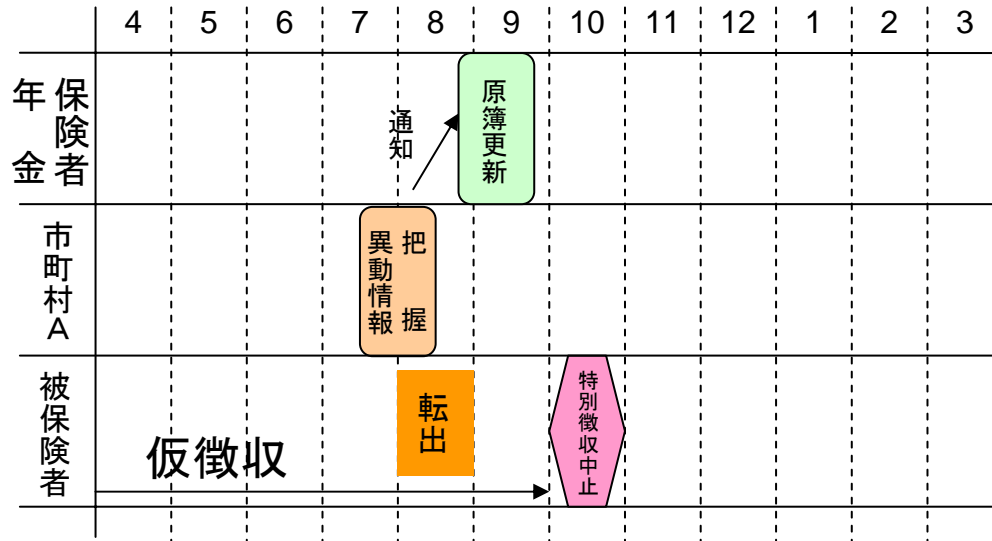 4 5 6 7 8 9 10 11 12 1 2 3
年金
保険者
通知
原簿更新
市町村A
異動情報
把握
被保険者
仮徴収
転出
特別徴収中止